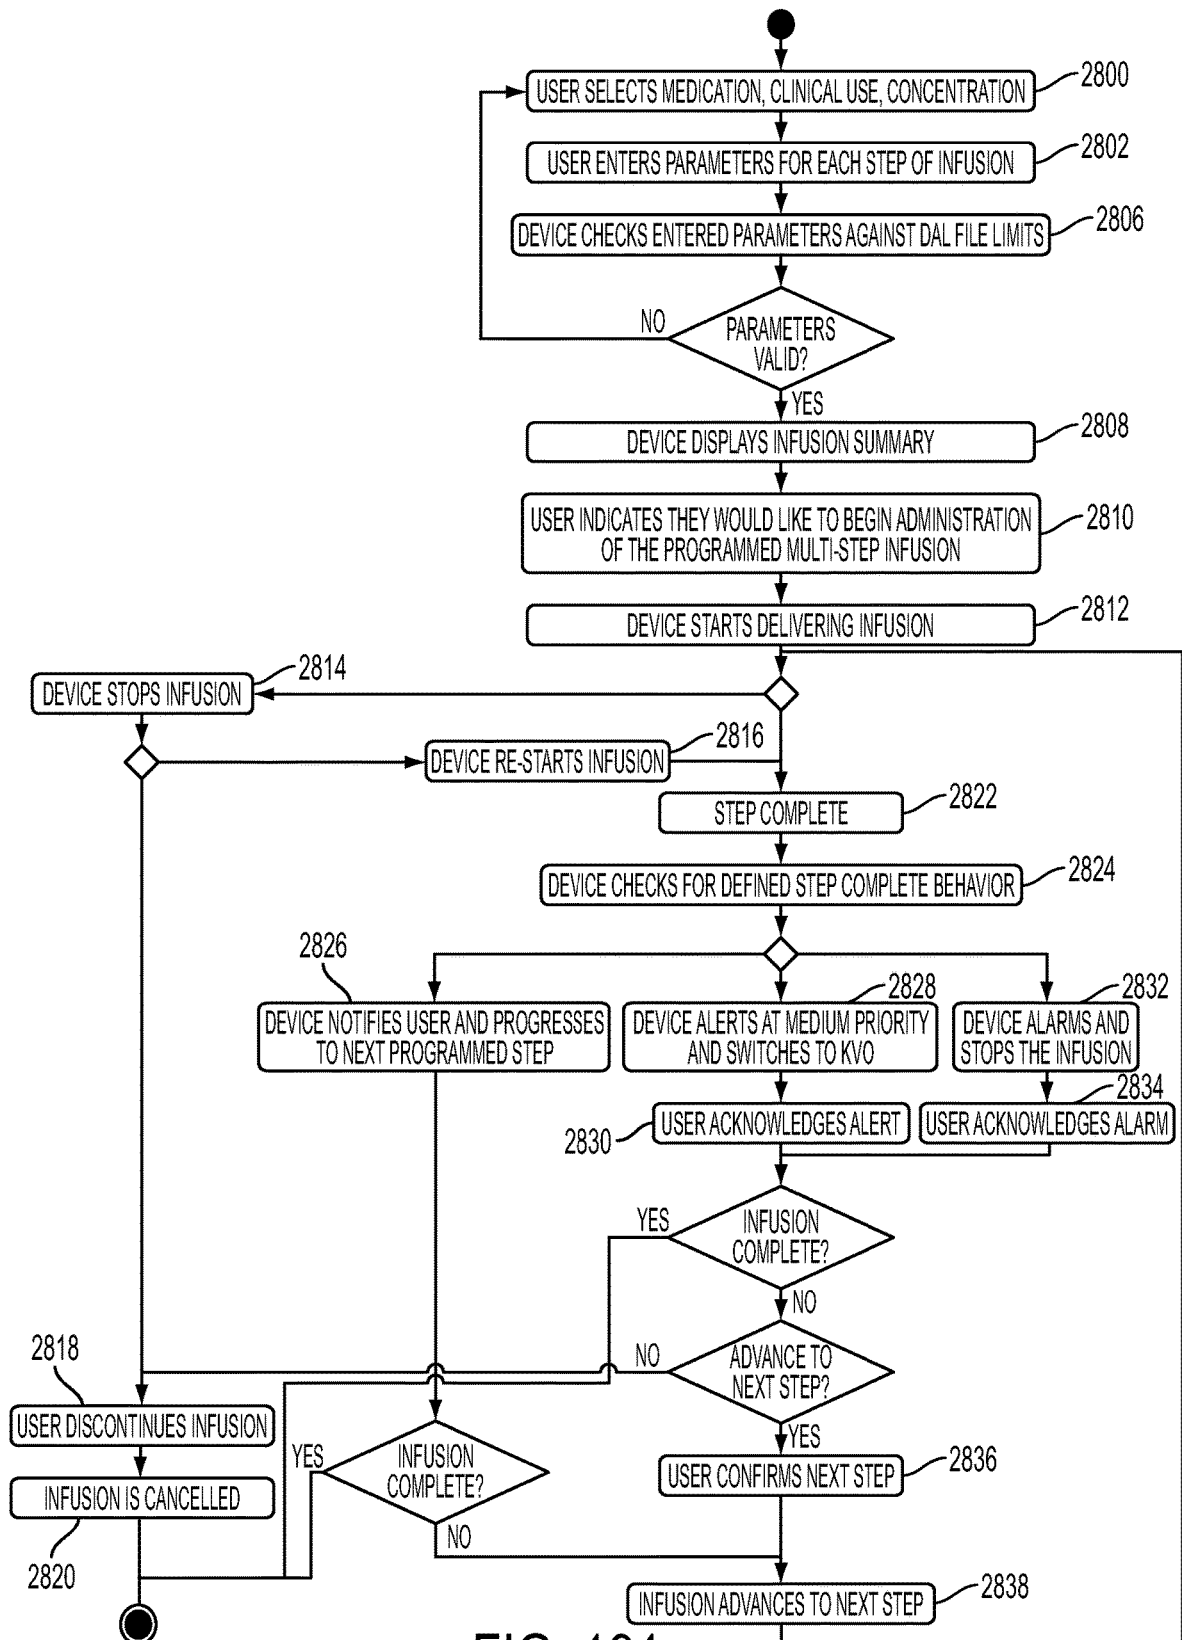 2800
USER SELECTS MEDICATION, CLINICAL USE, CONCENTRATION
2802
USER ENTERS PARAMETERS FOR EACH STEP OF INFUSION
2806
DEVICE CHECKS ENTERED PARAMETERS AGAINST DAL FILE LIMITS
NO
PARAMETERS
VALID?
YES
2808
DEVICE DISPLAYS INFUSION SUMMARY
2810
USER INDICATES THEY WOULD LIKE TO BEGIN ADMINISTRATION
OF THE PROGRAMMED MULTI-STEP INFUSION
2812
DEVICE STARTS DELIVERING INFUSION
2814
DEVICE STOPS INFUSION
2816
DEVICE RE-STARTS INFUSION
2822
STEP COMPLETE
2824
DEVICE CHECKS FOR DEFINED STEP COMPLETE BEHAVIOR
2826
DEVICE NOTIFIES USER AND PROGRESSES
TO NEXT PROGRAMMED STEP
2828
DEVICE ALERTS AT MEDIUM PRIORITY
AND SWITCHES TO KVO
2832
DEVICE ALARMS AND
STOPS THE INFUSION
2830
USER ACKNOWLEDGES ALERT
2834
USER ACKNOWLEDGES ALARM
YES
INFUSION
COMPLETE?
NO
NO
ADVANCE TO
NEXT STEP?
YES
2818
USER DISCONTINUES INFUSION
INFUSION IS CANCELLED
2820
YES
INFUSION
COMPLETE?
NO
2836
USER CONFIRMS NEXT STEP
2838
INFUSION ADVANCES TO NEXT STEP